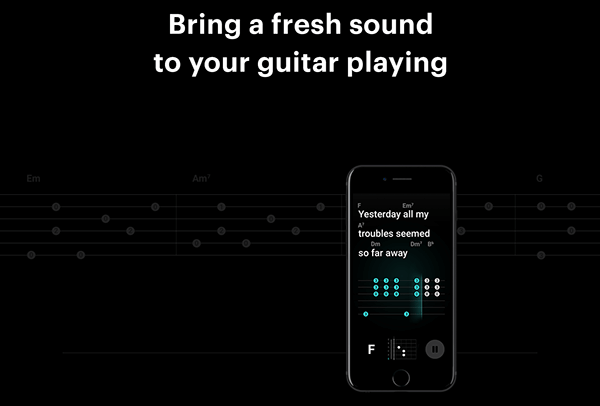 Bring a fresh sound
to your guitar playing
Em
Am⁷
G
F Em⁷
Yesterday all my
A⁷
troubles seemed
Dm Dm⁷ B♭
so far away
F